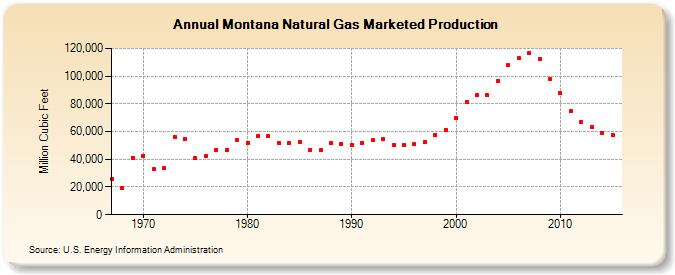 Annual Montana Natural Gas Marketed Production
Million Cubic Feet
120,000
100,000
80,000
60,000
40,000
20,000
0
1970 1980 1990 2000 2010
Source: U.S. Energy Information Administration